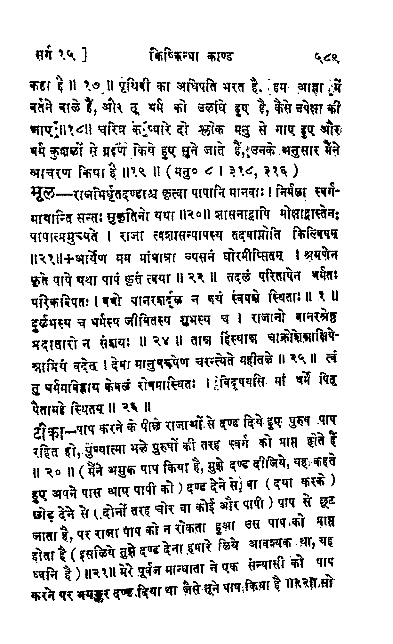 सर्ग १५ ] किष्किन्धा काण्ड ५८९
कहा है ॥ १७ ॥ पृथिवी का अधिपति भरत है. हम आज्ञा में
वर्तने वाले हैं, और तू धर्म को उलांघे हुए है, कैसे उपेक्षा की
जाए।॥१८॥ चरित्र के प्यारे दो श्लोक मनु से गाए हुए और
धर्म कुशलों से ग्रहण किये हुए सुने जाते हैं, उनके अनुसार मैंने
आचरण किया है ॥ १९ ॥ ( मनु० ८ । ३१८, ३१६ )
मूल—राजभिर्धृतदण्डाश्च कृत्वा पापानि मानवाः । निर्मलाः स्वर्ग-
मायान्ति सन्तः सुकृतिनो यथा ॥२०॥ शासनाद्वापि मोक्षाद्वास्तेनः
पापात्प्रमुच्यते । राजा त्वशासन्पापस्य तदवाप्नोति किल्विषम्
॥२१॥+आर्येण मम मांधात्रा व्यसनं घोरमीप्सितम् । श्रमणेन
कृते पापे यथा पापं कृतं त्वया ॥ २२ ॥ तदलं परितापेन धर्मतः
परिकल्पितः । वधो वानरशार्दूल न वयं स्ववशे स्थिताः ॥ १ ॥
दुर्लभस्य च धर्मस्य जीवितस्य शुभस्य च । राजानो वानरश्रेष्ठ
प्रदातारो न संशयः ॥ २४ ॥ तान्न हिंस्यान्न चाक्रोशेन्नाक्षिपे-
न्नाप्रियं वदेत् । देवा मानुषरूपेण चरन्त्येते महीतले ॥ २५ ॥ त्वं
तु धर्ममविज्ञाय केवलं रोषमास्थितः । विदूषयसि मां धर्मे पितृ
पैतामहे स्थितम् ॥ २६ ॥
टीका—पाप करने के पीछे राजाओं से दण्ड दिये हुए पुरुष पाप
रहित हो, पुण्यात्मा भले पुरुषों की तरह स्वर्ग को प्राप्त होते हैं
॥ २० ॥ ( मैंने अमुक पाप किया है, मुझे दण्ड दीजिये, यह कहते
हुए अपने पास आए पापी को ) दण्ड देने से वा ( दया करके )
छोड़ देने से ( दोनों तरह चोर वा कोई और पापी ) पाप से छूट
जाता है, पर राजा पाप को न रोकता हुआ उस पाप को प्राप्त
होता है ( इसलिये तुझे दण्ड देना हमारे लिये आवश्यक था, यह
ध्वनि है ) ॥२१॥ मेरे पूर्वज मान्धाता ने एक सन्यासी को पाप
करने पर भयङ्कर दण्ड दिया था जैसे तूने पाप किया है ॥२२॥ सो